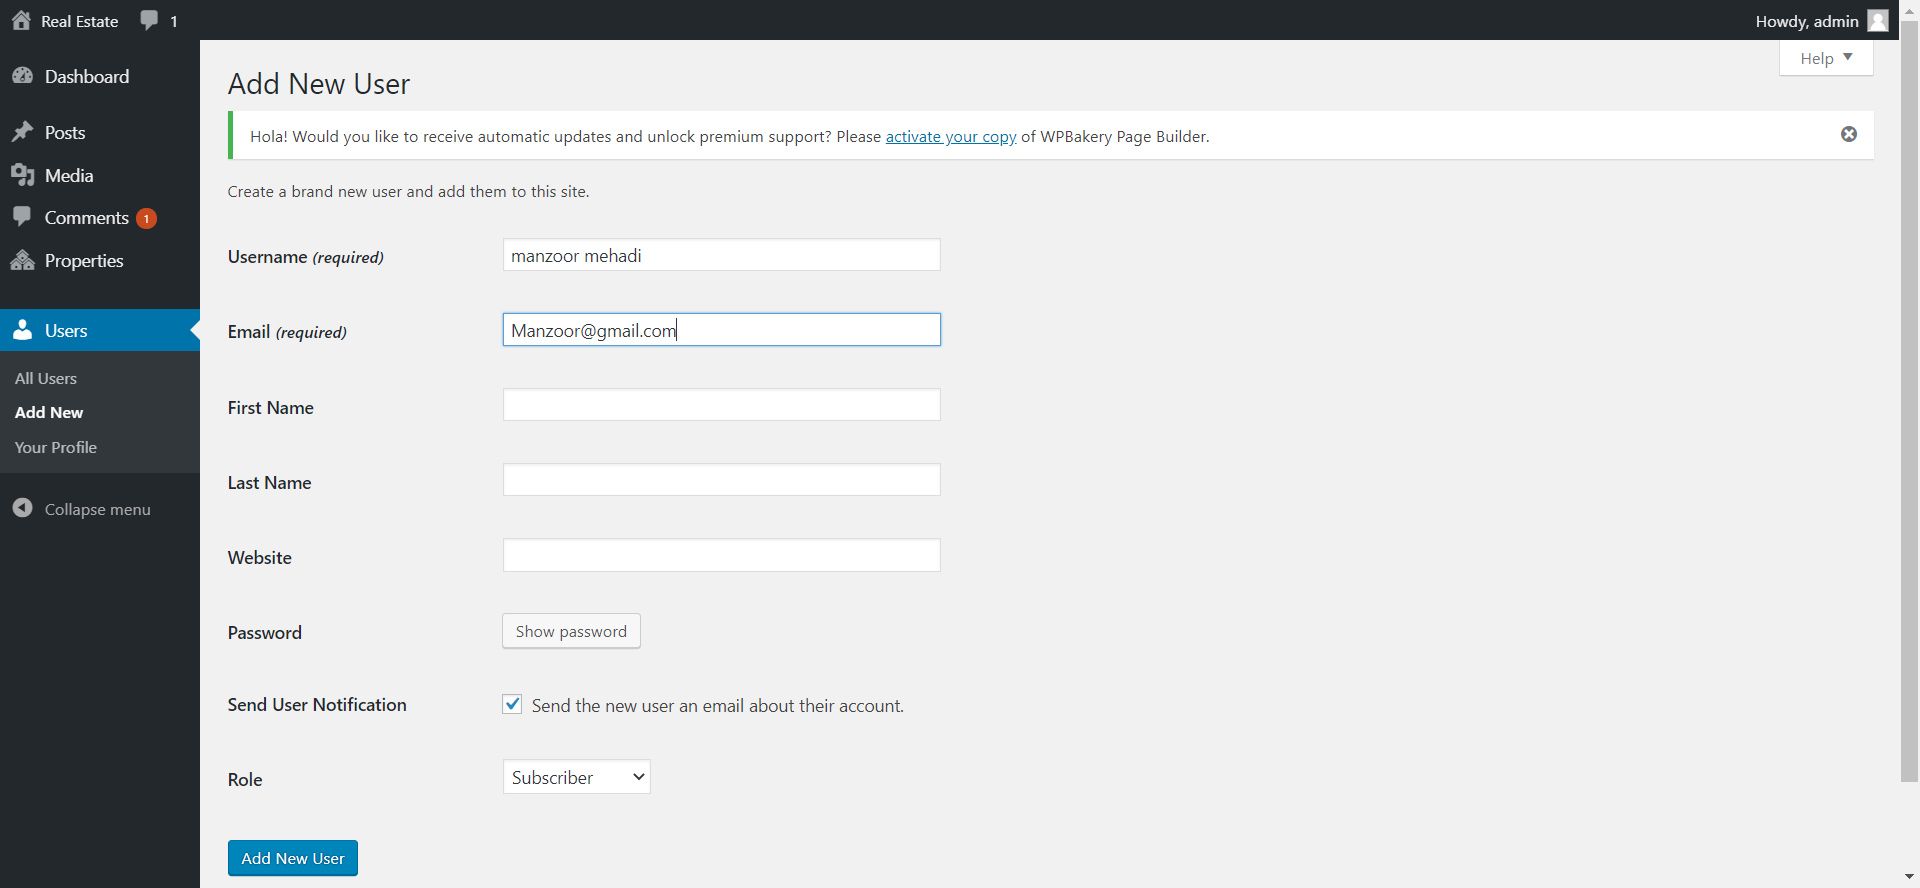 Real Estate 1 Howdy, admin
Help
Dashboard
Posts
Media
Comments 1
Properties
Users
All Users
Add New
Your Profile
Collapse menu
Add New User
Hola! Would you like to receive automatic updates and unlock premium support? Please activate your copy of WPBakery Page Builder.
Create a brand new user and add them to this site.
Username (required) manzoor mehadi
Email (required) Manzoor@gmail.com
First Name
Last Name
Website
Password Show password
Send User Notification Send the new user an email about their account.
Role Subscriber
Add New User